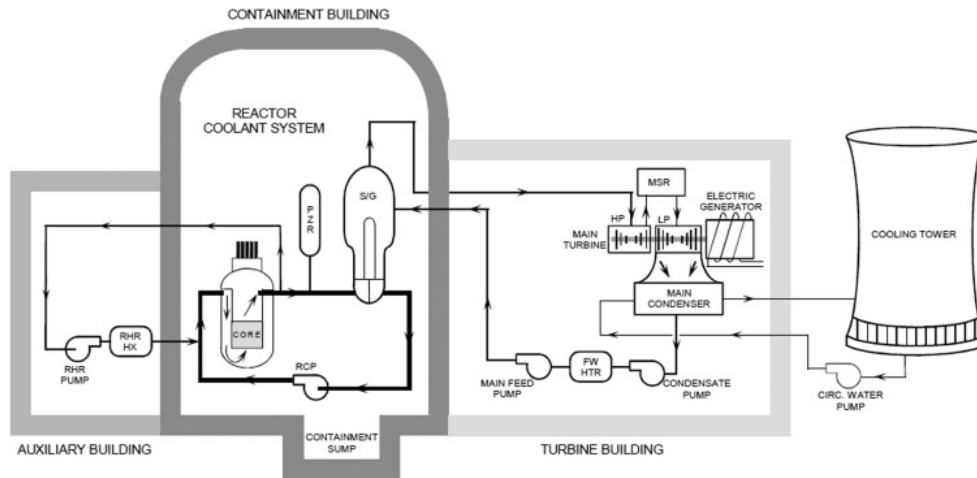 CONTAINMENT BUILDING
REACTOR
COOLANT SYSTEM
PZR
S/G
CORE
RCP
RHR
HX
RHR
PUMP
CONTAINMENT
SUMP
AUXILIARY BUILDING
MSR
ELECTRIC
GENERATOR
HP
LP
MAIN
TURBINE
MAIN
CONDENSER
FW
HTR
MAIN FEED
PUMP
CONDENSATE
PUMP
TURBINE BUILDING
COOLING TOWER
CIRC. WATER
PUMP